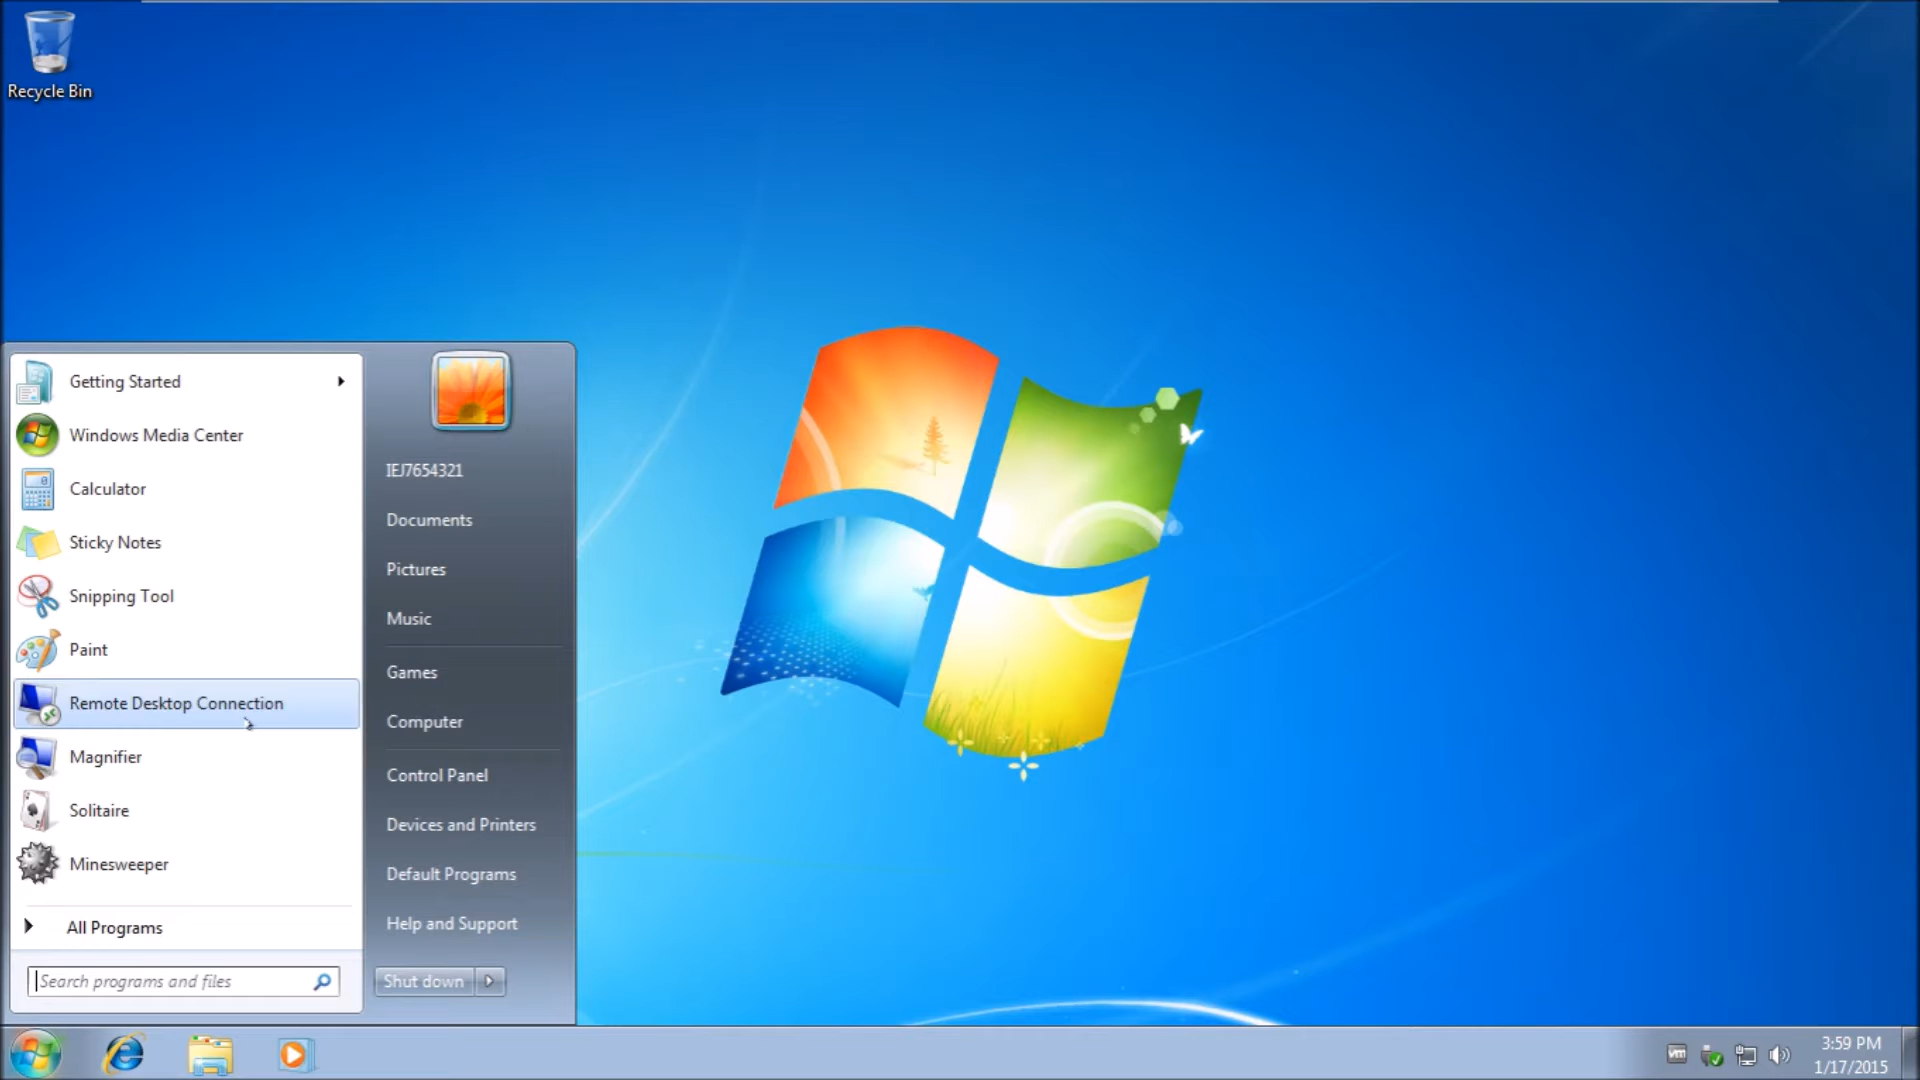 Recycle Bin
Getting Started
Windows Media Center
Calculator
Sticky Notes
Snipping Tool
Paint
Remote Desktop Connection
Magnifier
Solitaire
Minesweeper
All Programs
Search programs and files
IEJ7654321
Documents
Pictures
Music
Games
Computer
Control Panel
Devices and Printers
Default Programs
Help and Support
Shut down
vm
3:59 PM
1/17/2015